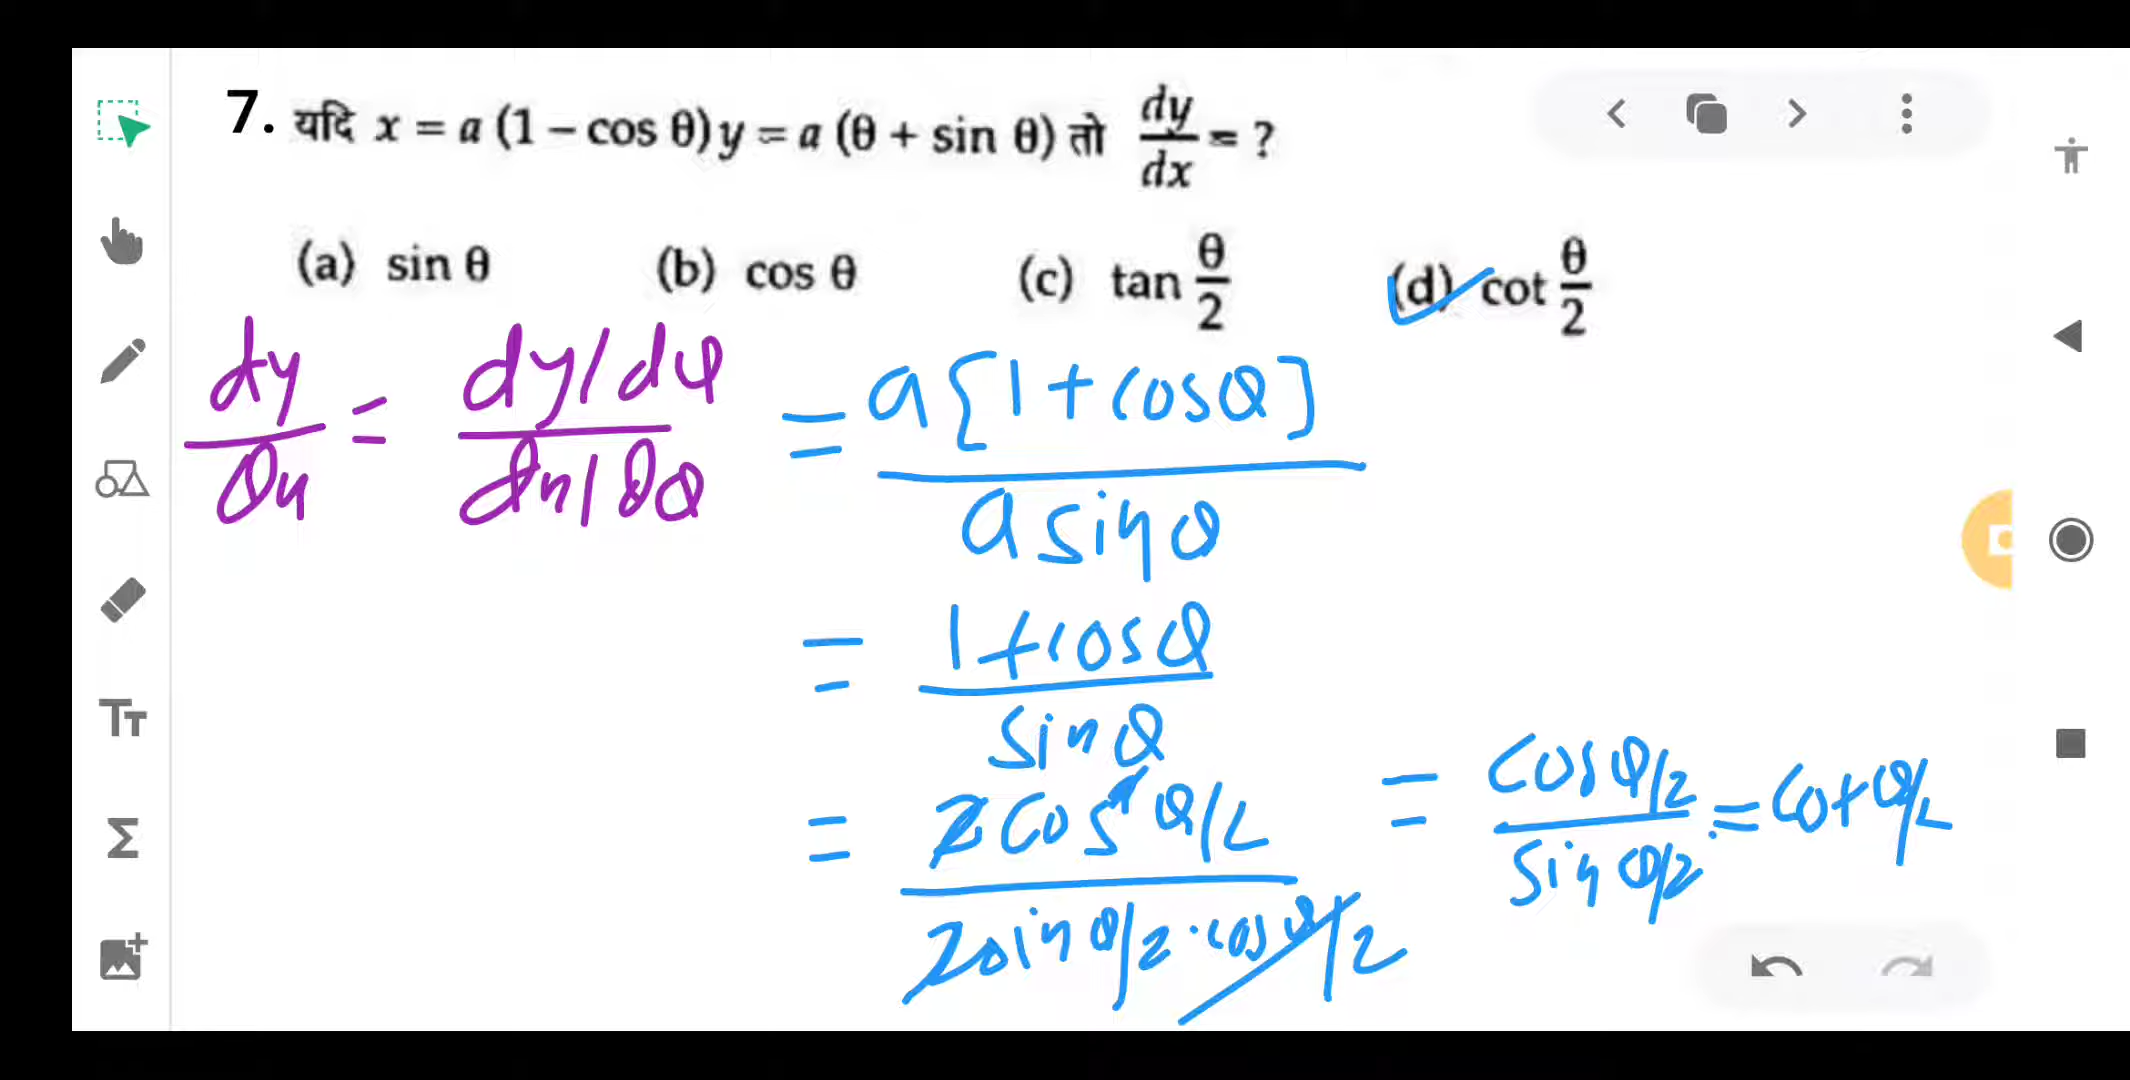 7. यदि x = a (1 – cos θ) y = a (θ + sin θ) तो dy/dx = ?
(a) sin θ (b) cos θ (c) tan θ/2 (d) cot θ/2
dy/dx = (dy/dθ)/(dx/dθ) = a[1+cosθ]/a sinθ
= 1+cosθ/sinθ
= 2cos²θ/2/2sinθ/2·cosθ/2 = cosθ/2/sinθ/2 = cotθ/2
Tт
Σ